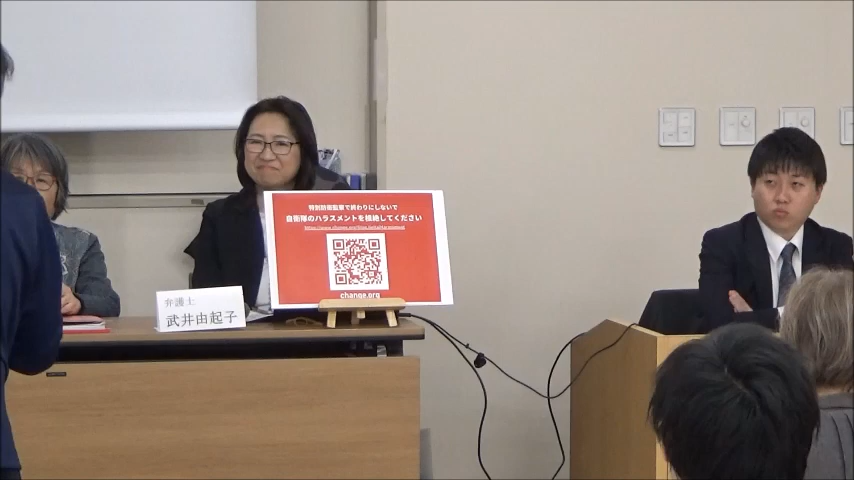 特別防衛監察で終わりにしないで
自衛隊のハラスメントを根絶してください
change.org
弁護士
武井由起子